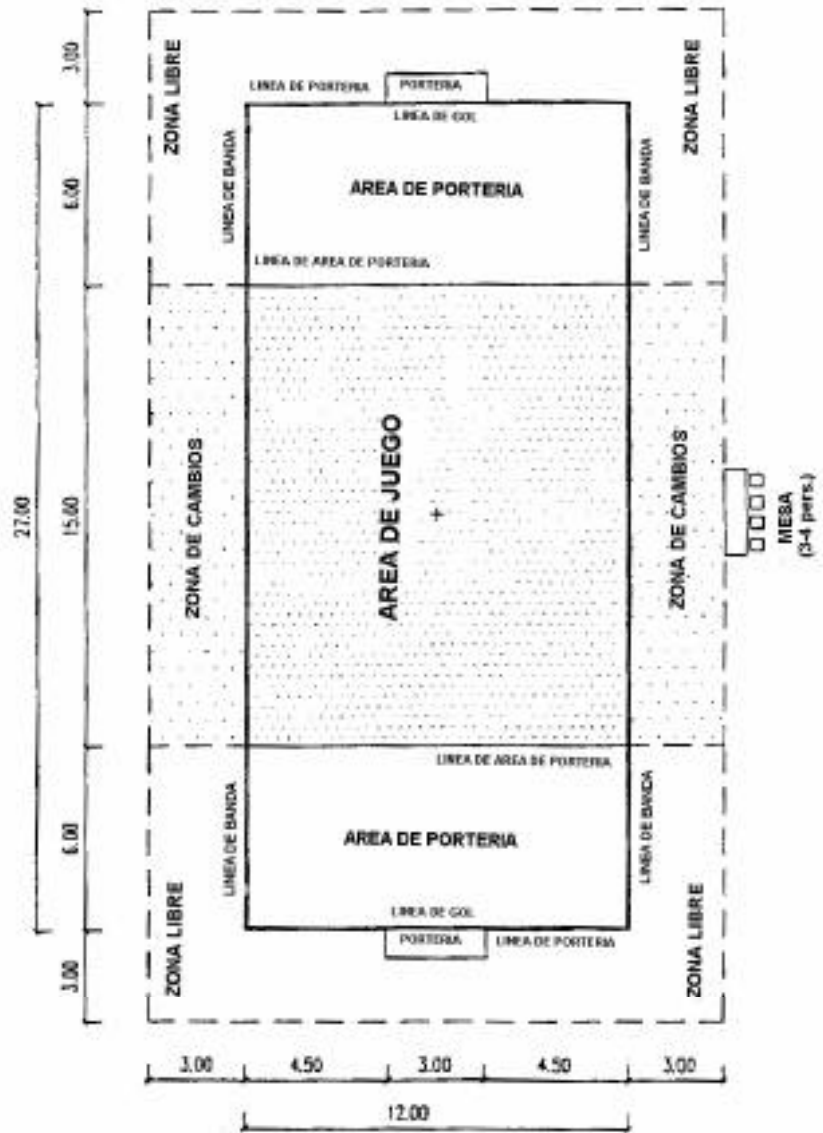 3.00
ZONA LIBRE
LINEA DE PORTERIA
PORTERIA
ZONA LIBRE
LINEA DE GOL
LINEA DE BANDA
6.00
AREA DE PORTERIA
LINEA DE BANDA
LINEA DE AREA DE PORTERIA
27.00
15.00
ZONA DE CAMBIOS
AREA DE JUEGO
ZONA DE CAMBIOS
MESA
(3-4 pers.)
LINEA DE AREA DE PORTERIA
LINEA DE BANDA
6.00
AREA DE PORTERIA
LINEA DE BANDA
LINEA DE GOL
ZONA LIBRE
PORTERIA
LINEA DE PORTERIA
ZONA LIBRE
3.00
3.00
4.50
3.00
4.50
3.00
12.00